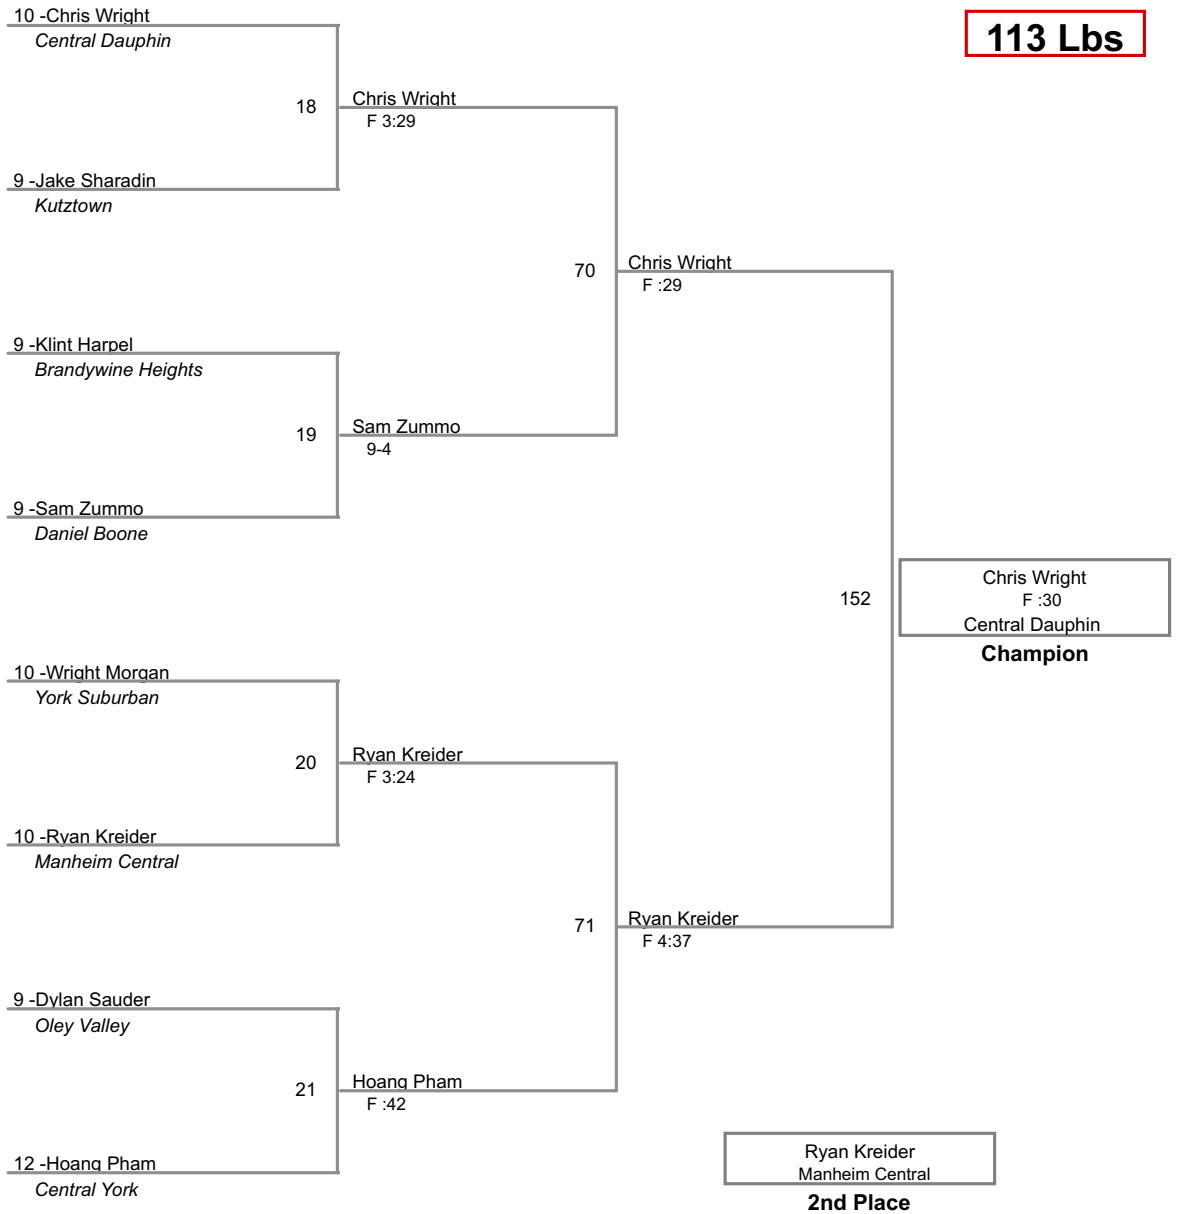 10 -Chris Wright
Central Dauphin
113 Lbs
18
Chris Wright
F 3:29
9 -Jake Sharadin
Kutztown
70
Chris Wright
F :29
9 -Klint Harpel
Brandywine Heights
19
Sam Zummo
9-4
9 -Sam Zummo
Daniel Boone
152
Chris Wright
F :30
Central Dauphin
Champion
10 -Wright Morgan
York Suburban
20
Ryan Kreider
F 3:24
10 -Ryan Kreider
Manheim Central
71
Ryan Kreider
F 4:37
9 -Dylan Sauder
Oley Valley
21
Hoang Pham
F :42
12 -Hoang Pham
Central York
Ryan Kreider
Manheim Central
2nd Place